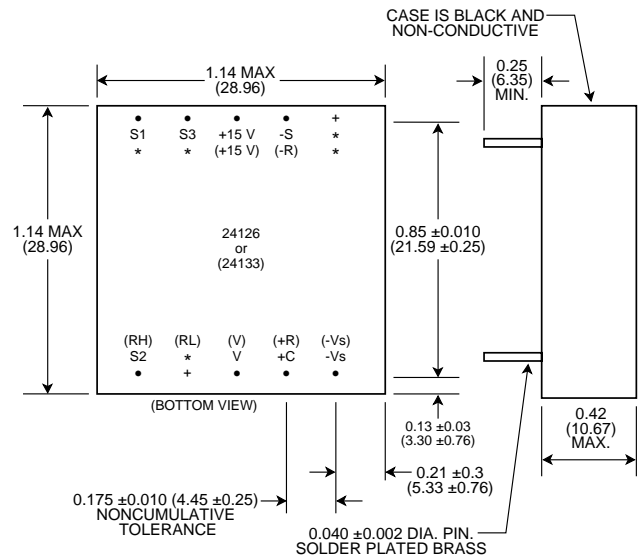 CASE IS BLACK AND
NON-CONDUCTIVE
1.14 MAX
(28.96)
0.25
(6.35)
MIN.
S1 S3 +15 V -S +
* * (+15 V) (-R) *
*
1.14 MAX
(28.96)
24126
or
(24133)
0.85 ±0.010
(21.59 ±0.25)
(RH) (RL) (V) (+R) (-Vs)
S2 * V +C -Vs
+
(BOTTOM VIEW)
0.13 ±0.03
(3.30 ±0.76)
0.42
(10.67)
MAX.
0.21 ±0.3
(5.33 ±0.76)
0.175 ±0.010 (4.45 ±0.25)
NONCUMULATIVE
TOLERANCE
0.040 ±0.002 DIA. PIN.
SOLDER PLATED BRASS